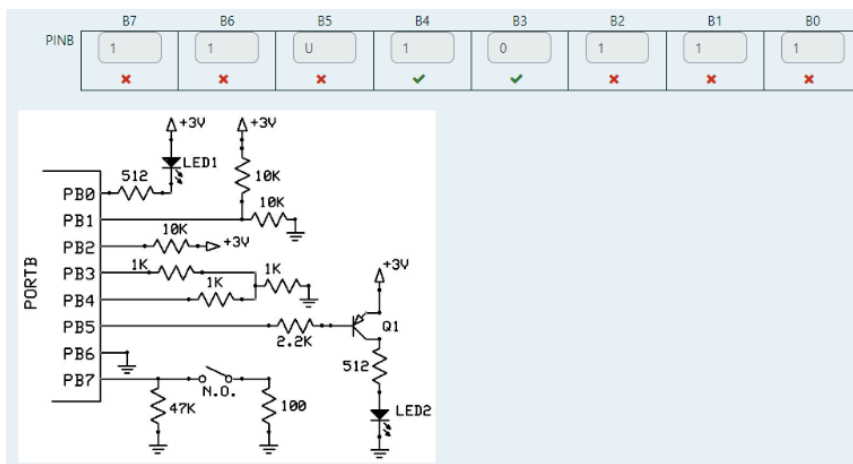 B7 B6 B5 B4 B3 B2 B1 B0
PINB 1 1 U 1 0 1 1 1
+3V +3V
LED1
512 10K
PB0
10K
PB1
10K
PB2 +3V
1K 1K +3V
PB3
1K
PB4
PORTB
PB5 Q1
2.2K
PB6 512
PB7
N.O.
47K 100 LED2